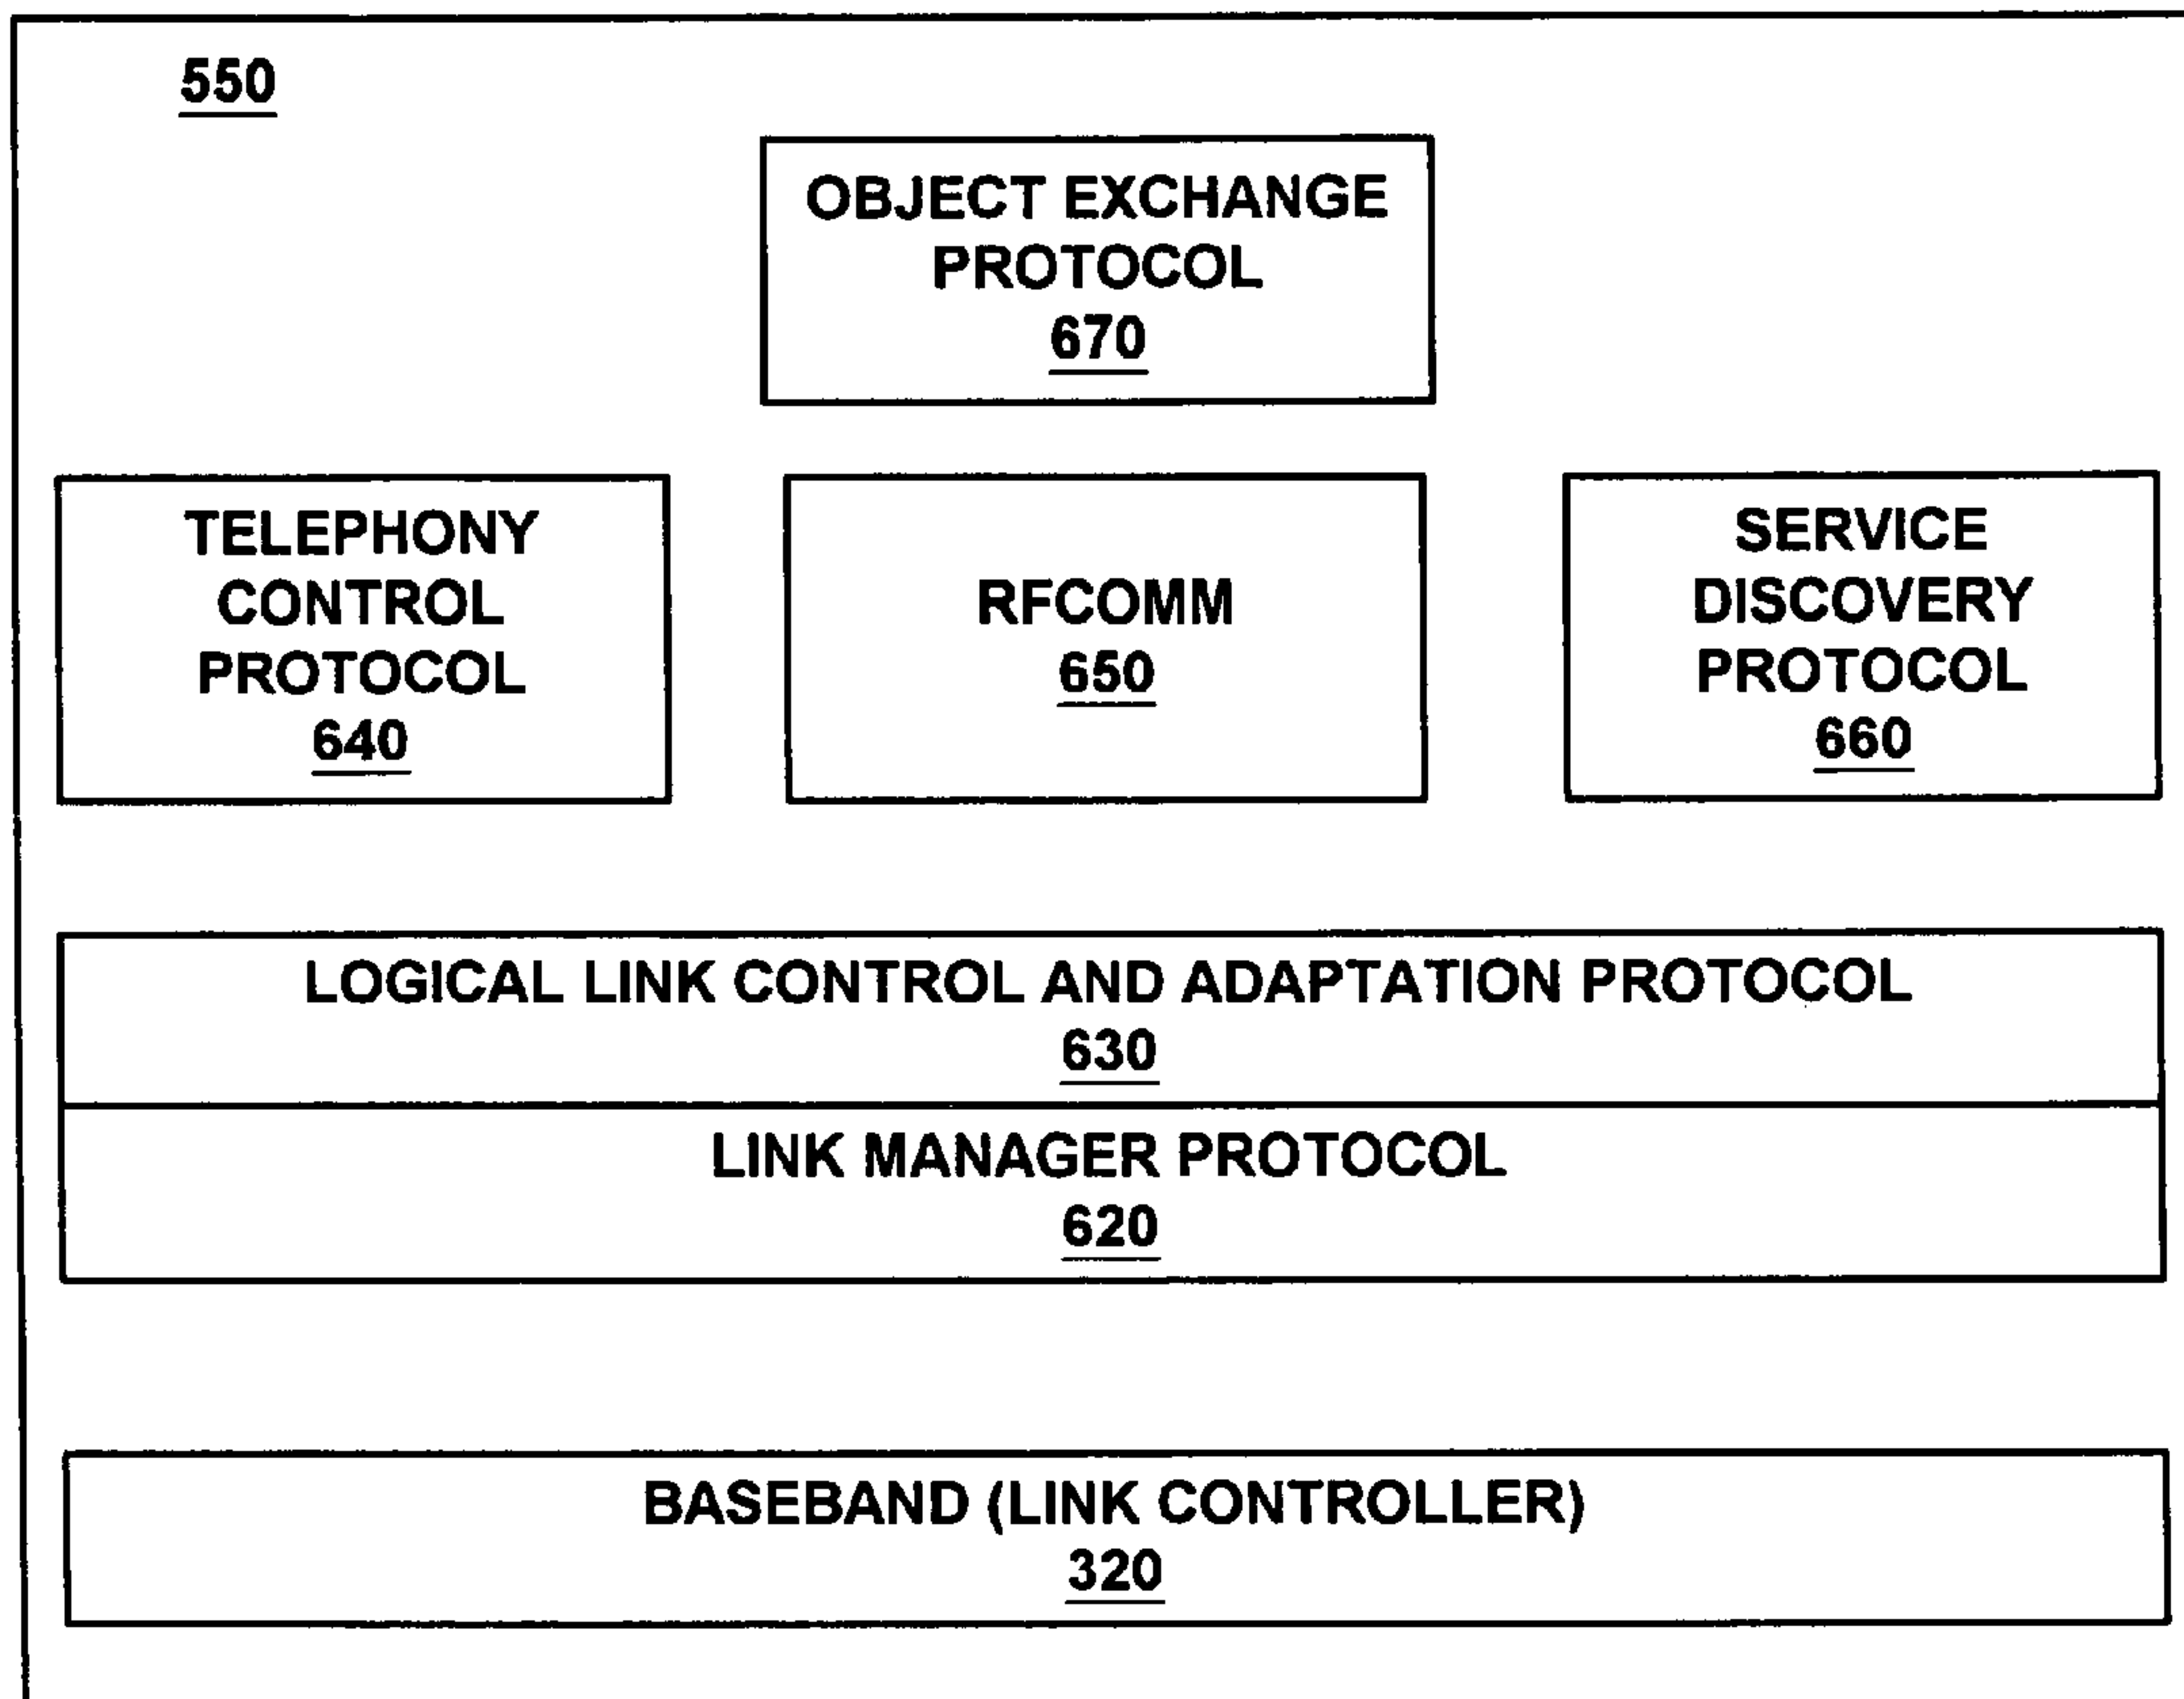 550
OBJECT EXCHANGE
PROTOCOL
670
TELEPHONY
CONTROL
PROTOCOL
640
RFCOMM
650
SERVICE
DISCOVERY
PROTOCOL
660
LOGICAL LINK CONTROL AND ADAPTATION PROTOCOL
630
LINK MANAGER PROTOCOL
620
BASEBAND (LINK CONTROLLER)
320